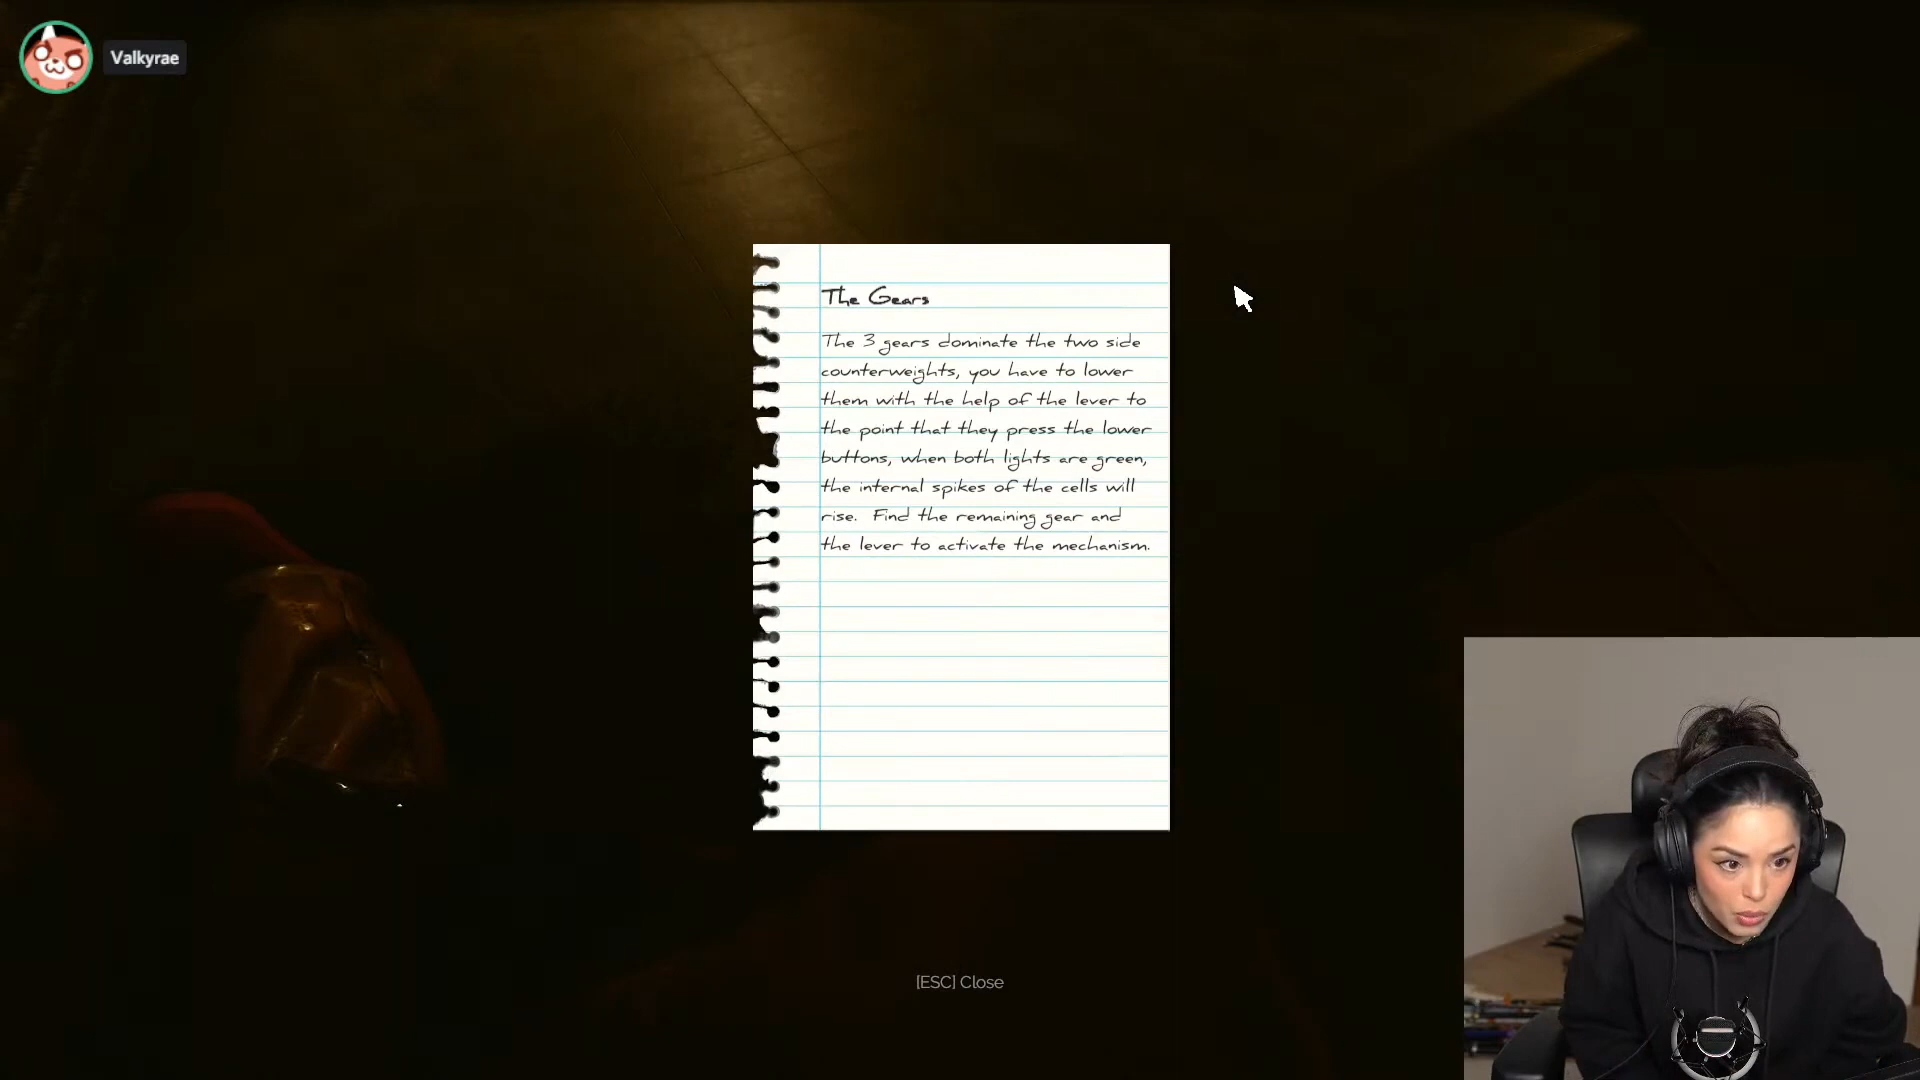 Valkyrae
The Gears
The 3 gears dominate the two side
counterweights, you have to lower
them with the help of the lever to
the point that they press the lower
buttons, when both lights are green,
the internal spikes of the cells will
rise. Find the remaining gear and
the lever to activate the mechanism.
[ESC] Close